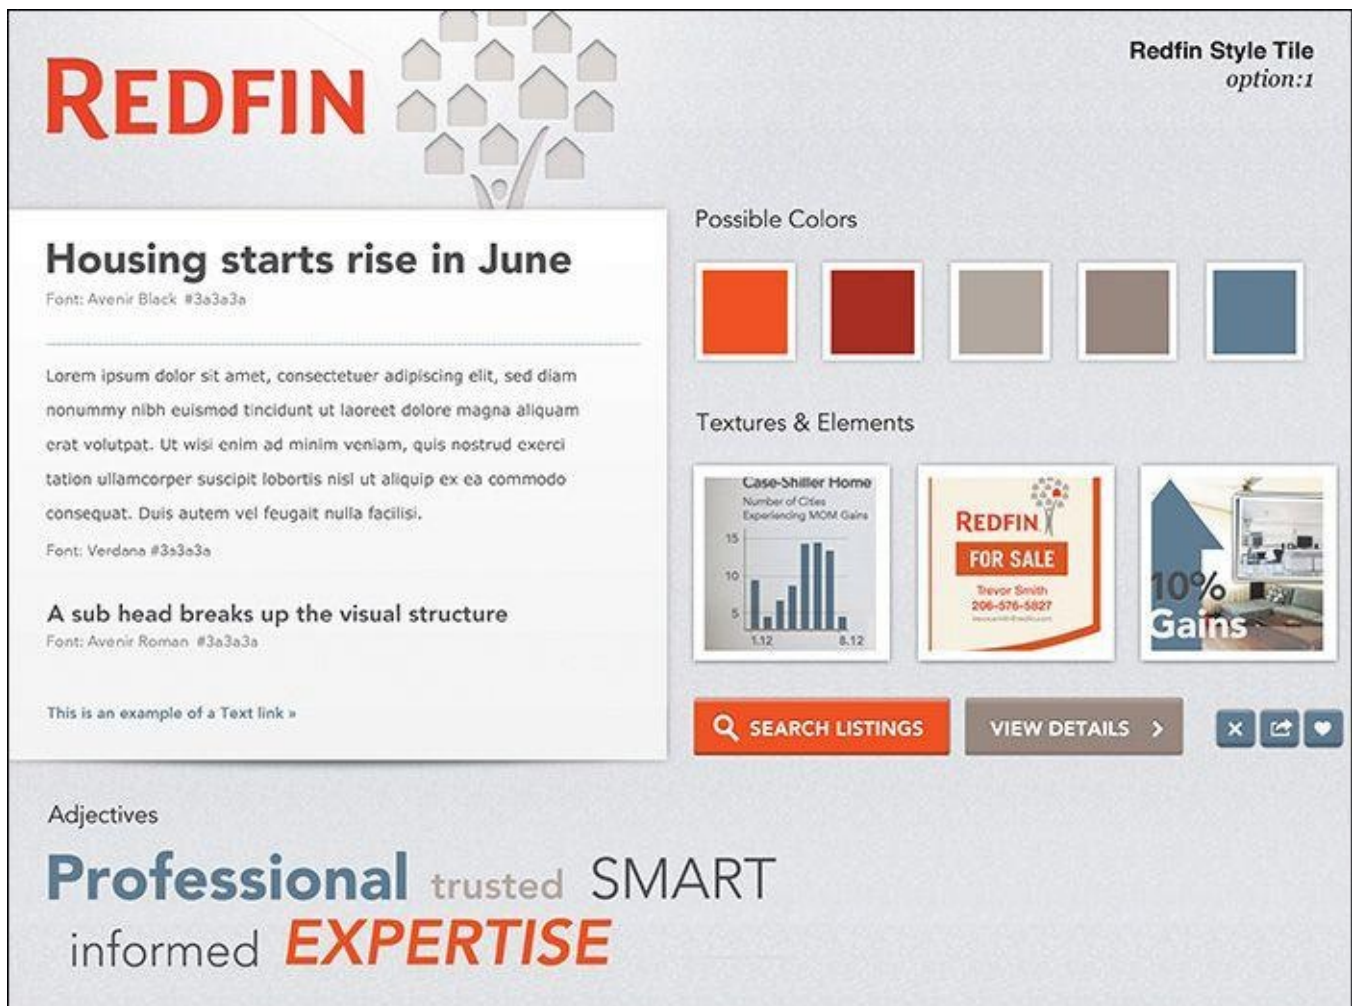 REDFIN
Redfin Style Tile
option:1
Housing starts rise in June
Font: Avenir Black #3a3a3a
Lorem ipsum dolor sit amet, consectetuer adipiscing elit, sed diam
nonummy nibh euismod tincidunt ut laoreet dolore magna aliquam
erat volutpat. Ut wisi enim ad minim veniam, quis nostrud exerci
tation ullamcorper suscipit lobortis nisl ut aliquip ex ea commodo
consequat. Duis autem vel feugait nulla facilisi.
Font: Verdana #3a3a3a
A sub head breaks up the visual structure
Font: Avenir Roman #3a3a3a
This is an example of a Text link »
Possible Colors
Textures & Elements
Case-Shiller Home
Number of Cities
Experiencing MOM Gains
15
10
5
1.12 8.12
REDFIN
FOR SALE
Trevor Smith
206-576-5827
10%
Gains
SEARCH LISTINGS
VIEW DETAILS
Adjectives
Professional trusted SMART
informed EXPERTISE